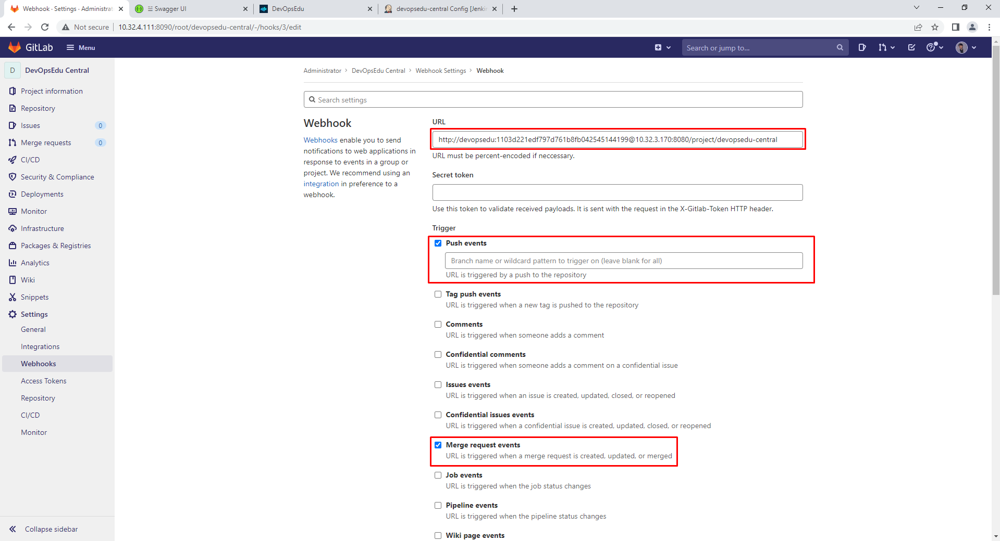 Webhook · Settings · Administrat
Swagger UI
DevOpsEdu
devopsedu-central Config [Jenki
Not secure
10.32.4.111:8090/root/devopsedu-central/-/hooks/3/edit
GitLab
Menu
Search or jump to...
D
DevOpsEdu Central
Project information
Repository
Issues 0
Merge requests 0
CI/CD
Security & Compliance
Deployments
Monitor
Infrastructure
Packages & Registries
Analytics
Wiki
Snippets
Settings
General
Integrations
Webhooks
Access Tokens
Repository
CI/CD
Monitor
Collapse sidebar
Administrator > DevOpsEdu Central > Webhook Settings > Webhook
Search settings
Webhook
Webhooks enable you to send
notifications to web applications in
response to events in a group or
project. We recommend using an
integration in preference to a
webhook.
URL
http://devopsedu:1103d221edf797d761b8fb042545144199@10.32.3.170:8080/project/devopsedu-central
URL must be percent-encoded if neccessary.
Secret token
Use this token to validate received payloads. It is sent with the request in the X-Gitlab-Token HTTP header.
Trigger
Push events
Branch name or wildcard pattern to trigger on (leave blank for all)
URL is triggered by a push to the repository
Tag push events
URL is triggered when a new tag is pushed to the repository
Comments
URL is triggered when someone adds a comment
Confidential comments
URL is triggered when someone adds a comment on a confidential issue
Issues events
URL is triggered when an issue is created, updated, closed, or reopened
Confidential issues events
URL is triggered when a confidential issue is created, updated, closed, or reopened
Merge request events
URL is triggered when a merge request is created, updated, or merged
Job events
URL is triggered when the job status changes
Pipeline events
URL is triggered when the pipeline status changes
Wiki page events